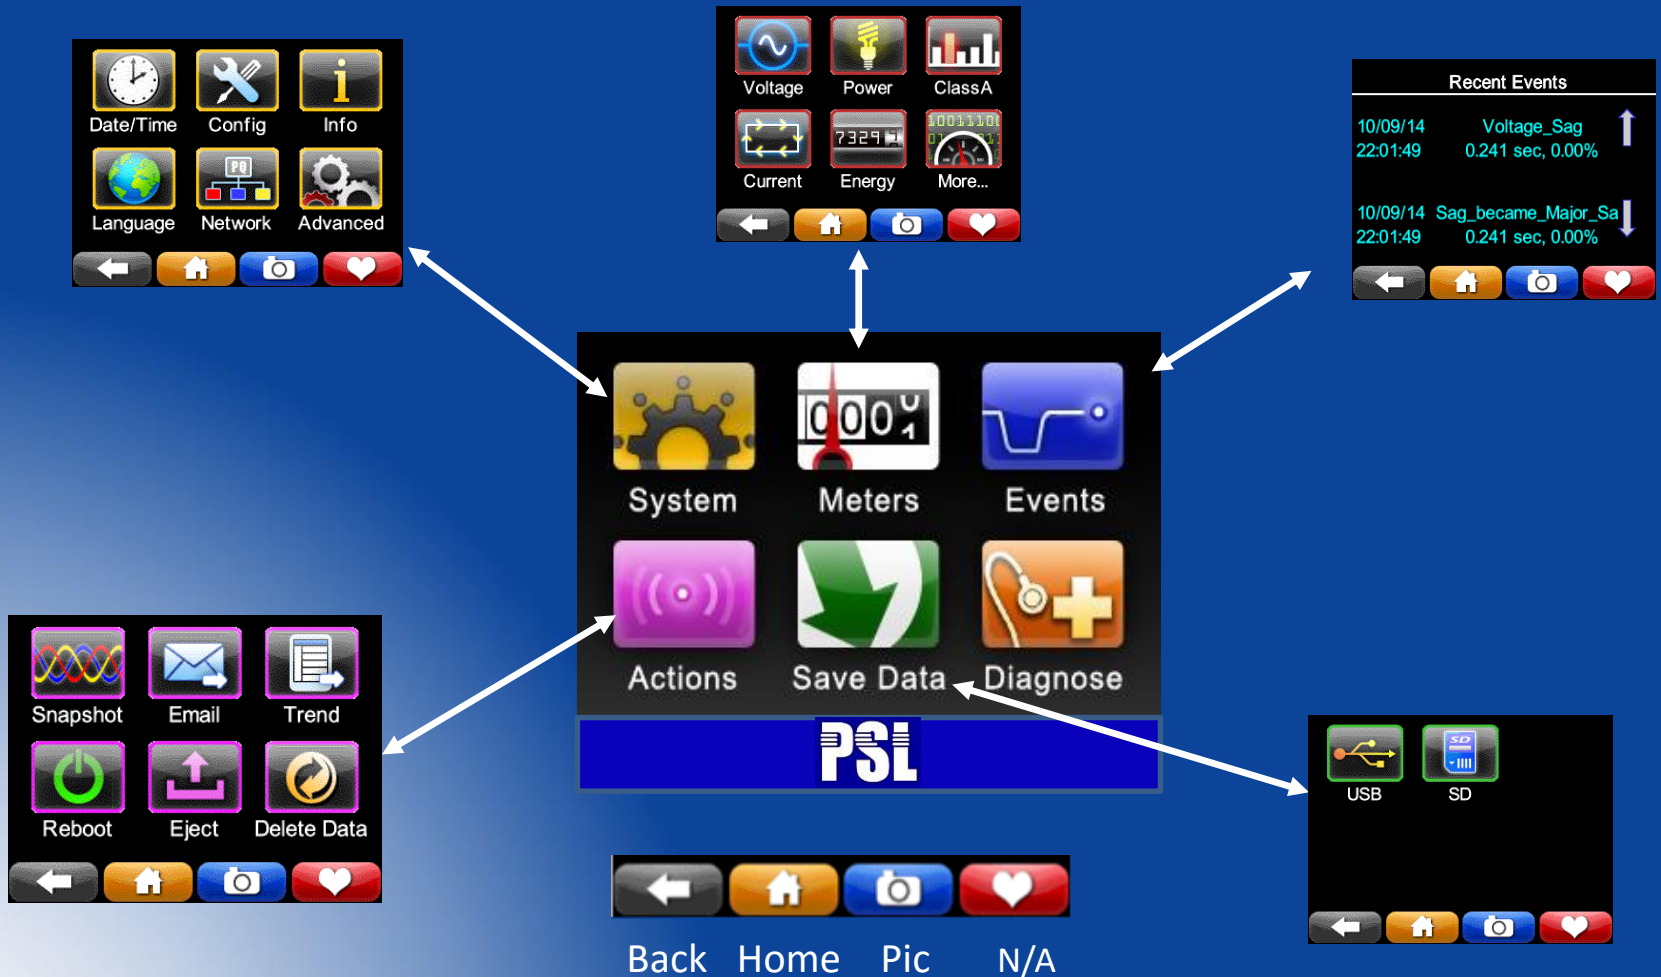 Date/Time Config Info
Language Network Advanced
Voltage Power ClassA
7329
Current Energy More...
Recent Events
10/09/14 Voltage_Sag
22:01:49 0.241 sec, 0.00%
10/09/14 Sag_became_Major_Sa
22:01:49 0.241 sec, 0.00%
PQ
000
System Meters Events
Actions Save Data Diagnose
PSL
Snapshot Email Trend
Reboot Eject Delete Data
SD
USB SD
Back Home Pic N/A